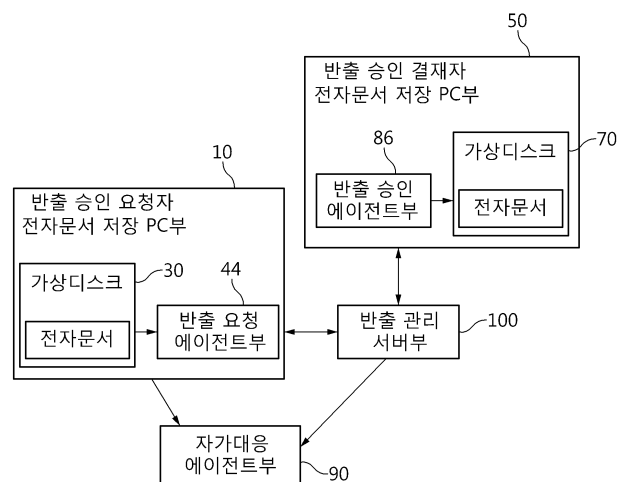 50
반출 승인 결재자
전자문서 저장 PC부
86
가상디스크
70
반출 승인
에이전트부
전자문서
10
반출 승인 요청자
전자문서 저장 PC부
가상디스크
30
44
전자문서
반출 요청
에이전트부
반출 관리
서버부
100
자가대응
에이전트부
90